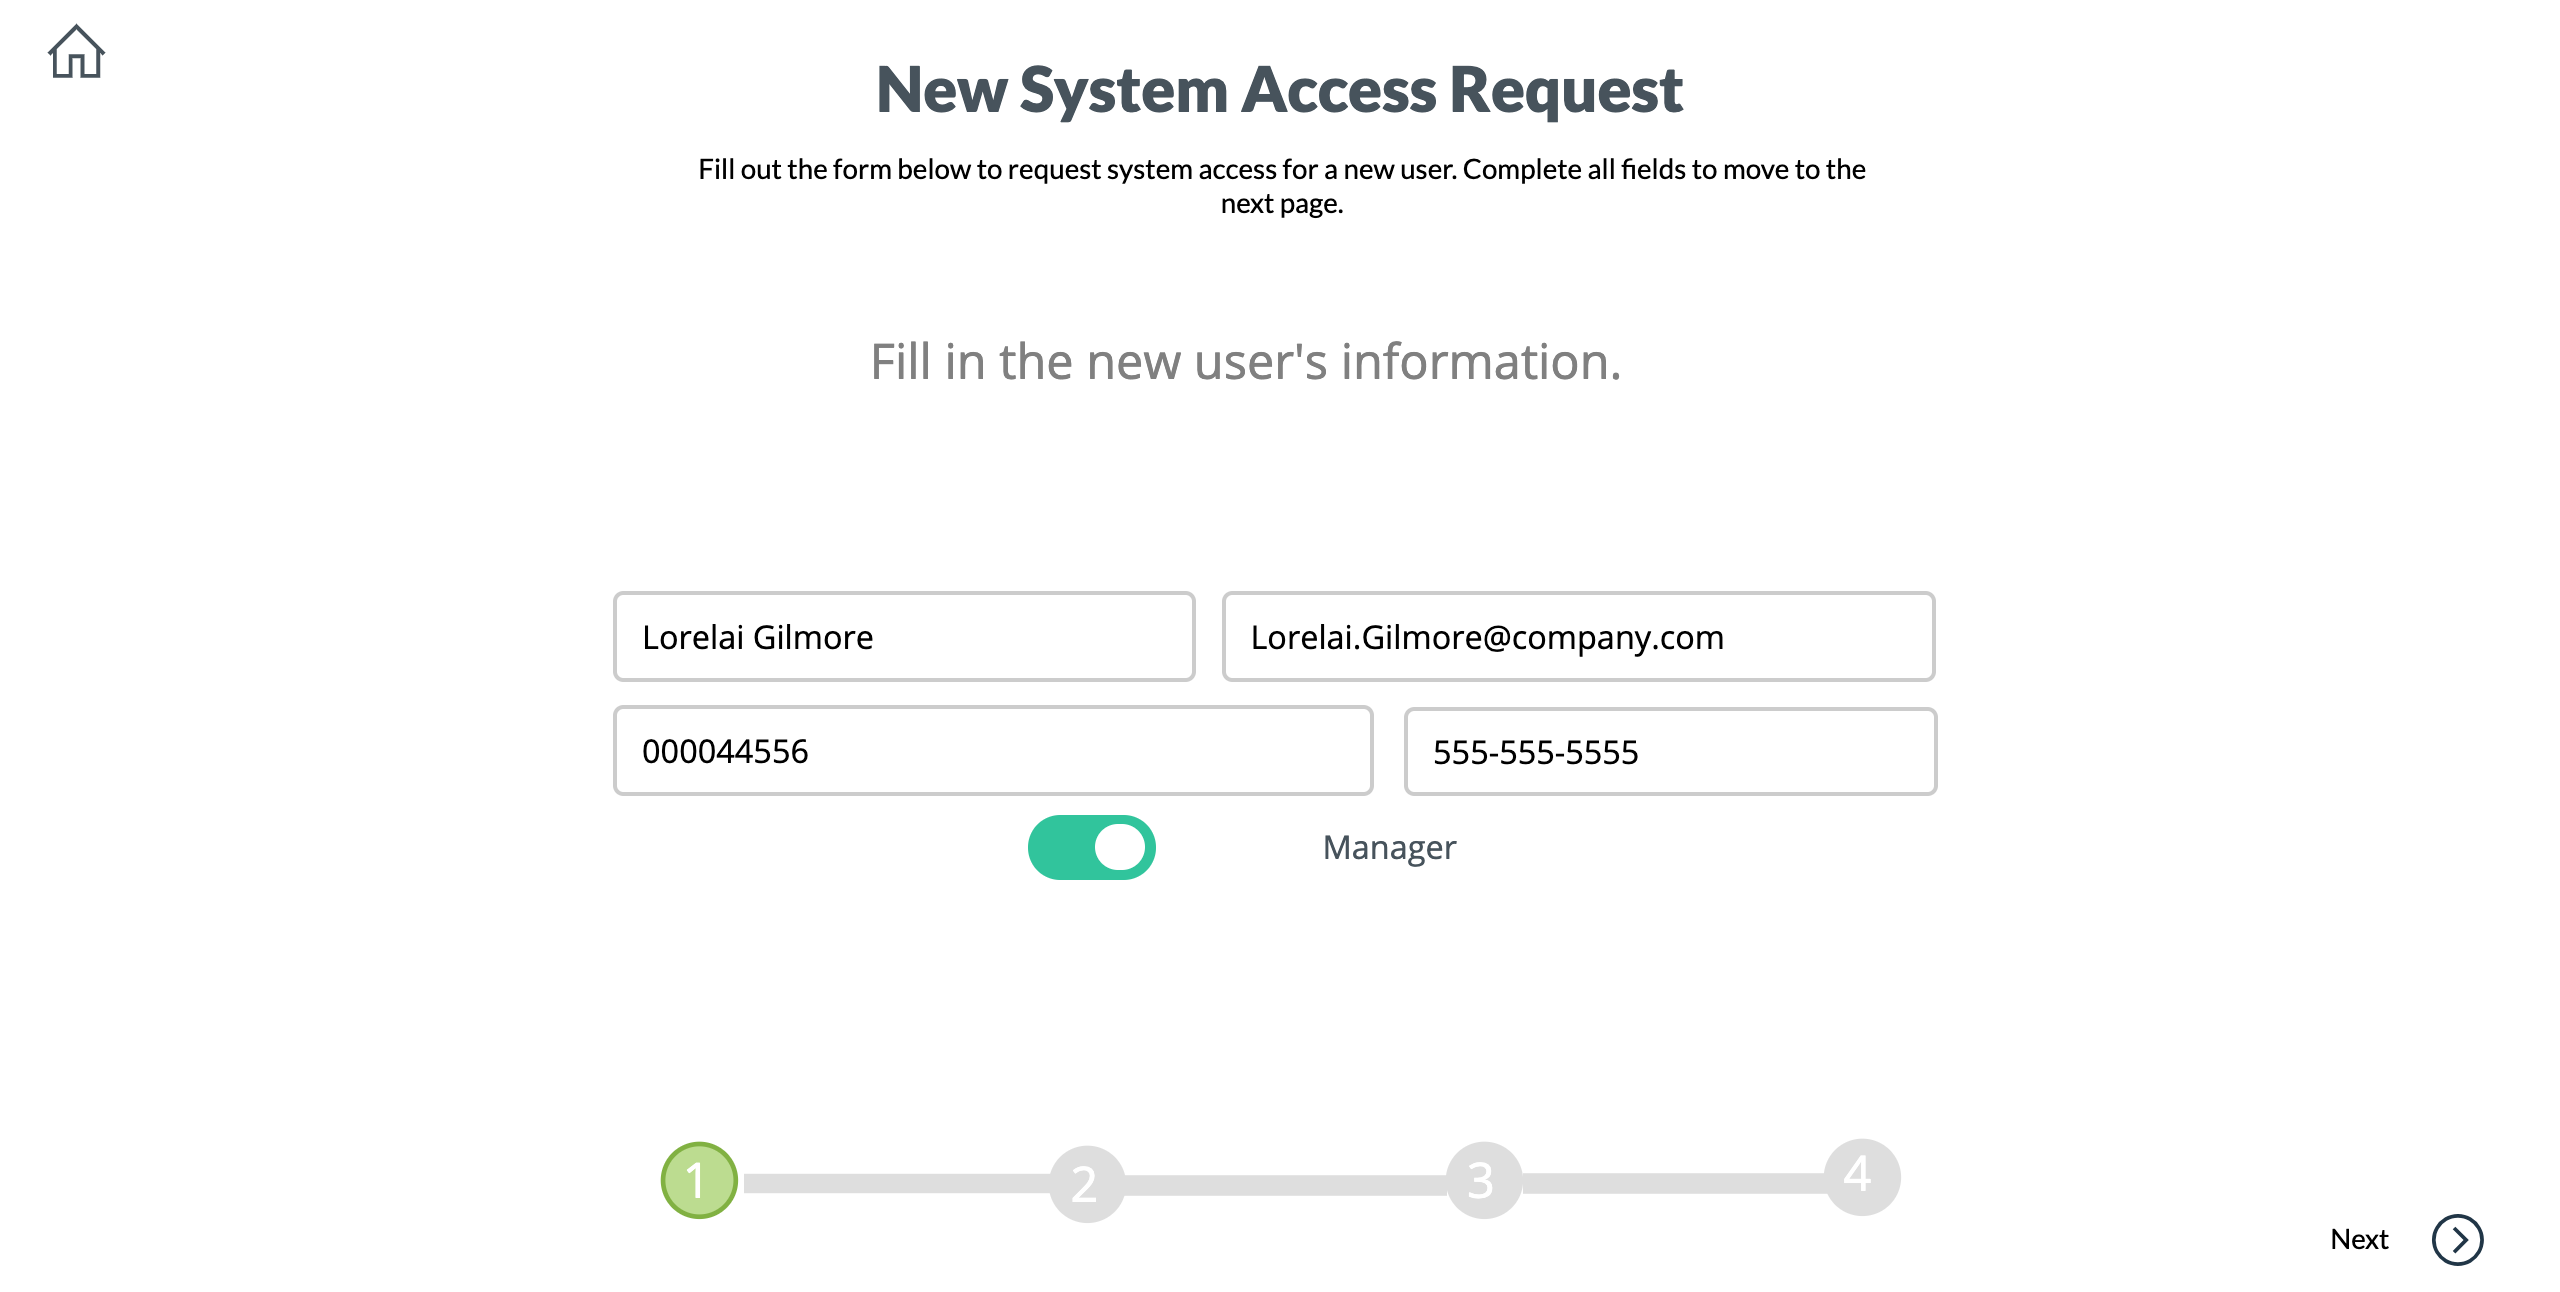 New System Access Request
Fill out the form below to request system access for a new user. Complete all fields to move to the
next page.
Fill in the new user's information.
Lorelai Gilmore
Lorelai.Gilmore@company.com
000044556
555-555-5555
Manager
1
2
3
4
Next